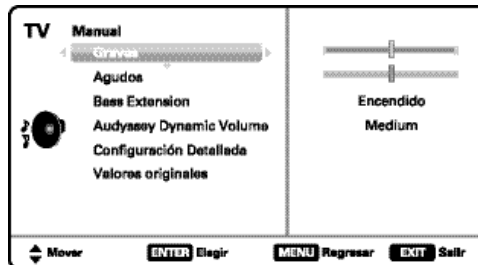 TV
Manual
Graves
Agudos
Bass Extension Encendido
Audyssey Dynamic Volume Medium
Configuración Detallada
Valores originales
Mover ENTER Elegir MENU Regresar EXIT Salir